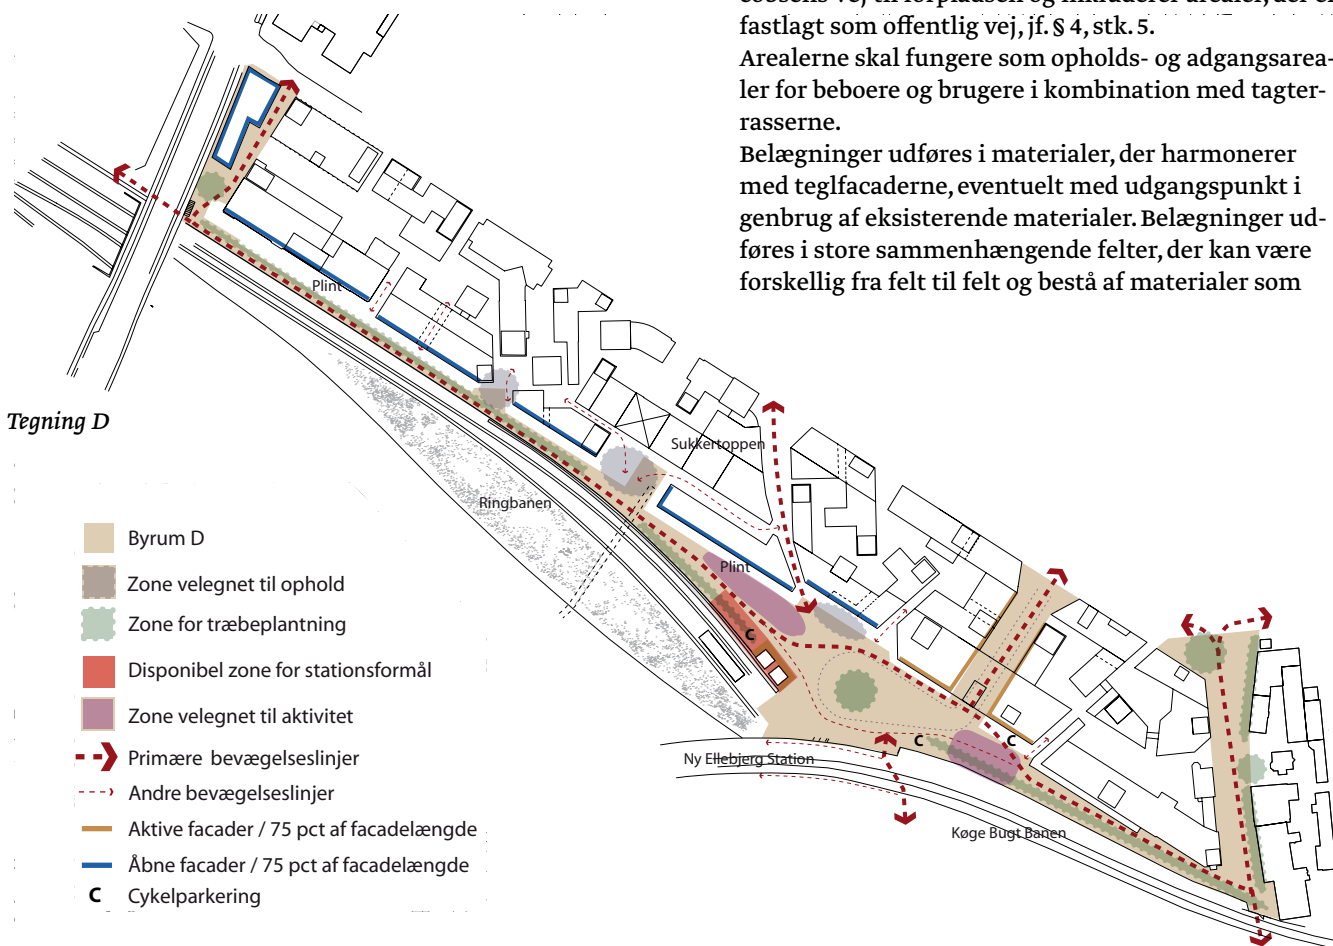 fastlagt som offentlig vej, jf. § 4, stk. 5.
Arealerne skal fungere som opholds- og adgangsarea-
ler for beboere og brugere i kombination med tagter-
rasserne.
Belægninger udføres i materialer, der harmonerer
med teglfacaderne, eventuelt med udgangspunkt i
genbrug af eksisterende materialer. Belægninger ud-
føres i store sammenhængende felter, der kan være
forskellig fra felt til felt og bestå af materialer som
Plint
Tegning D
Sukkertoppen
Ringbanen
Plint
C
C
C
Ny Ellebjerg Station
Køge Bugt Banen
Byrum D
Zone velegnet til ophold
Zone for træbeplantning
Disponibel zone for stationsformål
Zone velegnet til aktivitet
Primære bevægelseslinjer
Andre bevægelseslinjer
Aktive facader / 75 pct af facadelængde
Åbne facader / 75 pct af facadelængde
C Cykelparkering